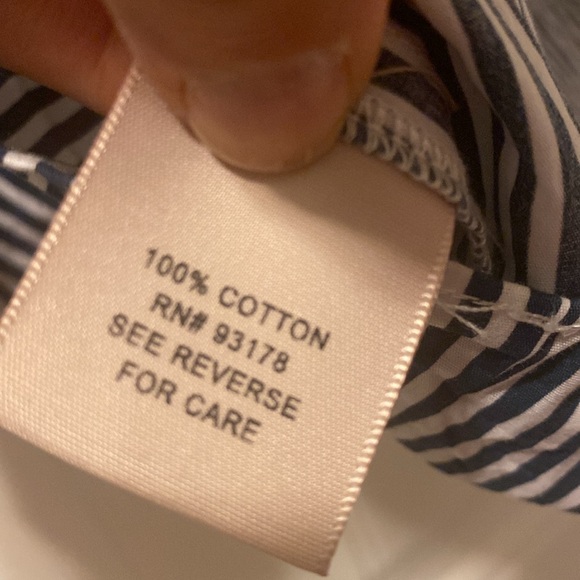 100% COTTON
RN# 93178
SEE REVERSE
FOR CARE